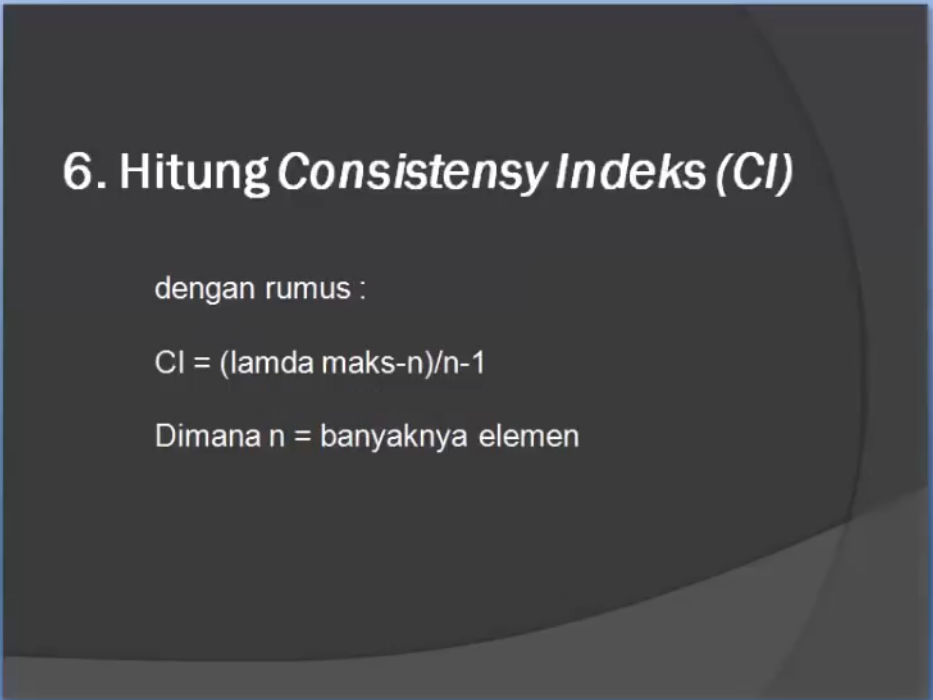 6. Hitung Consistensy Indeks (CI)
dengan rumus :
CI = (lamda maks-n)/n-1
Dimana n = banyaknya elemen